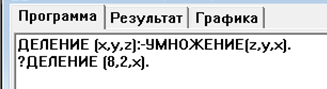 Программа Результат Графика
ДЕЛЕНИЕ (x,y,z):-УМНОЖЕНИЕ(z,y,x).
?ДЕЛЕНИЕ (8,2,x).